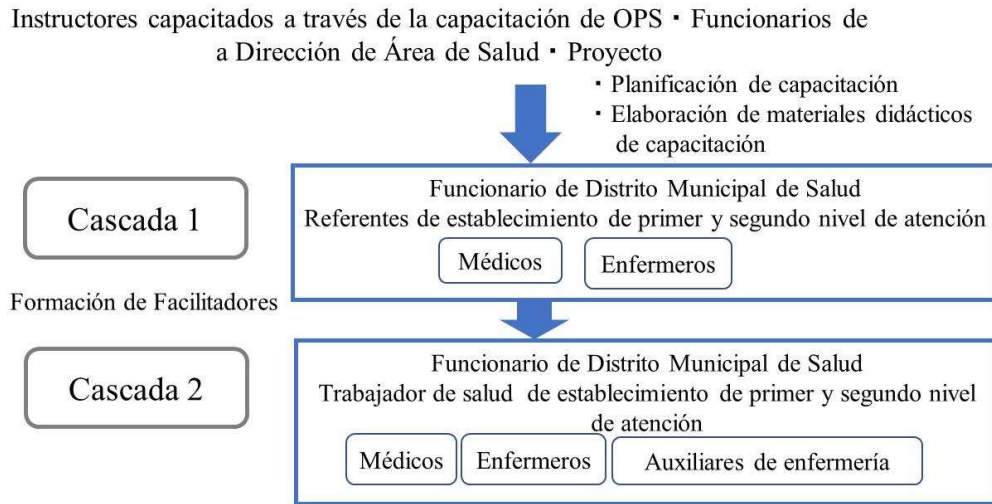 Instructores capacitados a través de la capacitación de OPS・Funcionarios de
a Dirección de Área de Salud・Proyecto
・Planificación de capacitación
・Elaboración de materiales didácticos
de capacitación
Cascada 1
Funcionario de Distrito Municipal de Salud
Referentes de establecimiento de primer y segundo nivel de atención
Médicos
Enfermeros
Formación de Facilitadores
Cascada 2
Funcionario de Distrito Municipal de Salud
Trabajador de salud de establecimiento de primer y segundo nivel
de atención
Médicos
Enfermeros
Auxiliares de enfermería